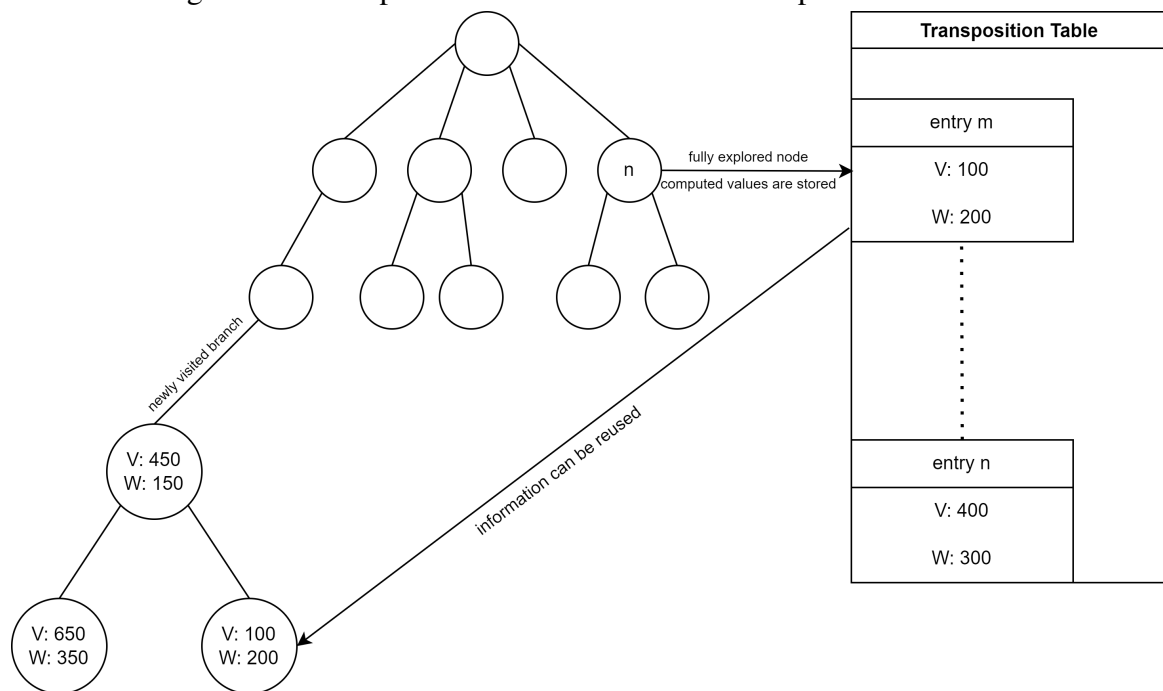 Transposition Table
entry m
V: 100
W: 200
n
fully explored node
computed values are stored
newly visited branch
information can be reused
V: 450
W: 150
entry n
V: 400
W: 300
V: 650
W: 350
V: 100
W: 200